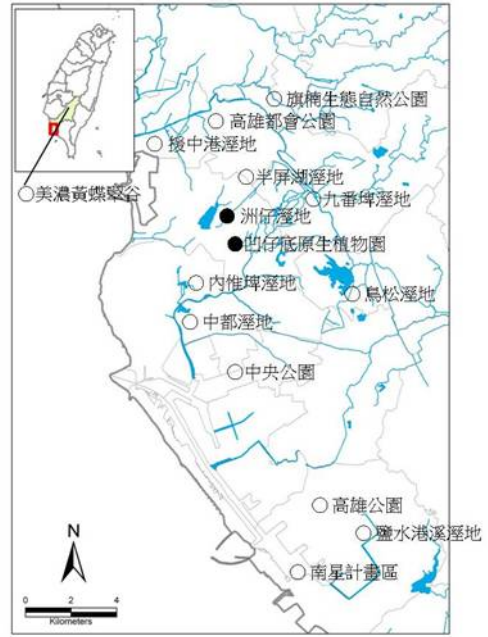 旗楠生態自然公園
高雄都會公園
援中港溼地
半屏湖溼地
美濃黃蝶翠谷
九番埤溼地
洲仔溼地
凹仔底原生植物園
內惟埤溼地
鳥松溼地
中都溼地
中央公園
高雄公園
鹽水港溪溼地
南星計畫區
N
0 2 4
Kilometers